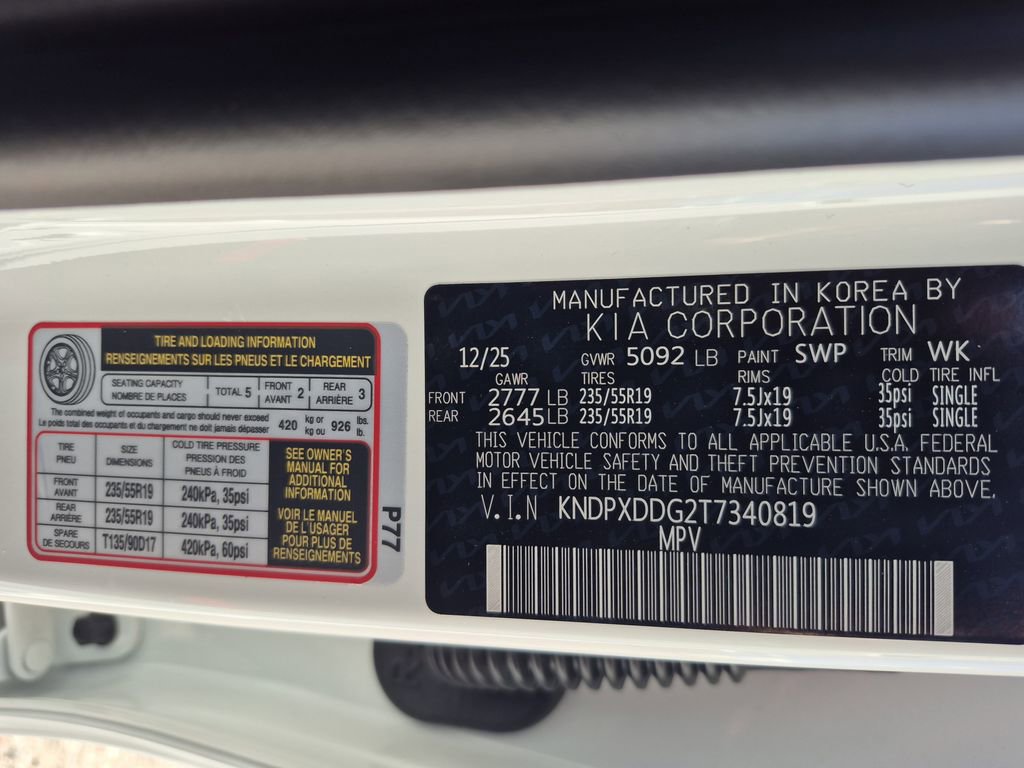 TIRE AND LOADING INFORMATION
RENSEIGNEMENTS SUR LES PNEUS ET LE CHARGEMENT
SEATING CAPACITY
NOMBRE DE PLACES
TOTAL 5
FRONT
AVANT 2
REAR
ARRIÈRE 3
The combined weight of occupants and cargo should never exceed
Le poids total des occupants et du chargement ne doit jamais dépasser
420 kg or
kg ou 926 lbs.
lb.
TIRE
PNEU
SIZE
DIMENSIONS
COLD TIRE PRESSURE
PRESSION DES
PNEUS À FROID
FRONT
AVANT
235/55R19
240kPa, 35psi
REAR
ARRIÈRE
235/55R19
240kPa, 35psi
SPARE
DE SECOURS
T135/90D17
420kPa, 60psi
SEE OWNER'S
MANUAL FOR
ADDITIONAL
INFORMATION
VOIR LE MANUEL
DE L'USAGER
POUR PLUS DE
RENSEIGNEMENTS
P77
MANUFACTURED IN KOREA BY
KIA CORPORATION
12/25 GVWR 5092 LB PAINT SWP TRIM WK
GAWR TIRES RIMS COLD TIRE INFL
FRONT 2777 LB 235/55R19 7.5Jx19 35psi SINGLE
REAR 2645 LB 235/55R19 7.5Jx19 35psi SINGLE
THIS VEHICLE CONFORMS TO ALL APPLICABLE U.S.A. FEDERAL
MOTOR VEHICLE SAFETY AND THEFT PREVENTION STANDARDS
IN EFFECT ON THE DATE OF MANUFACTURE SHOWN ABOVE.
V.I.N KNDPXDDG2T7340819
MPV